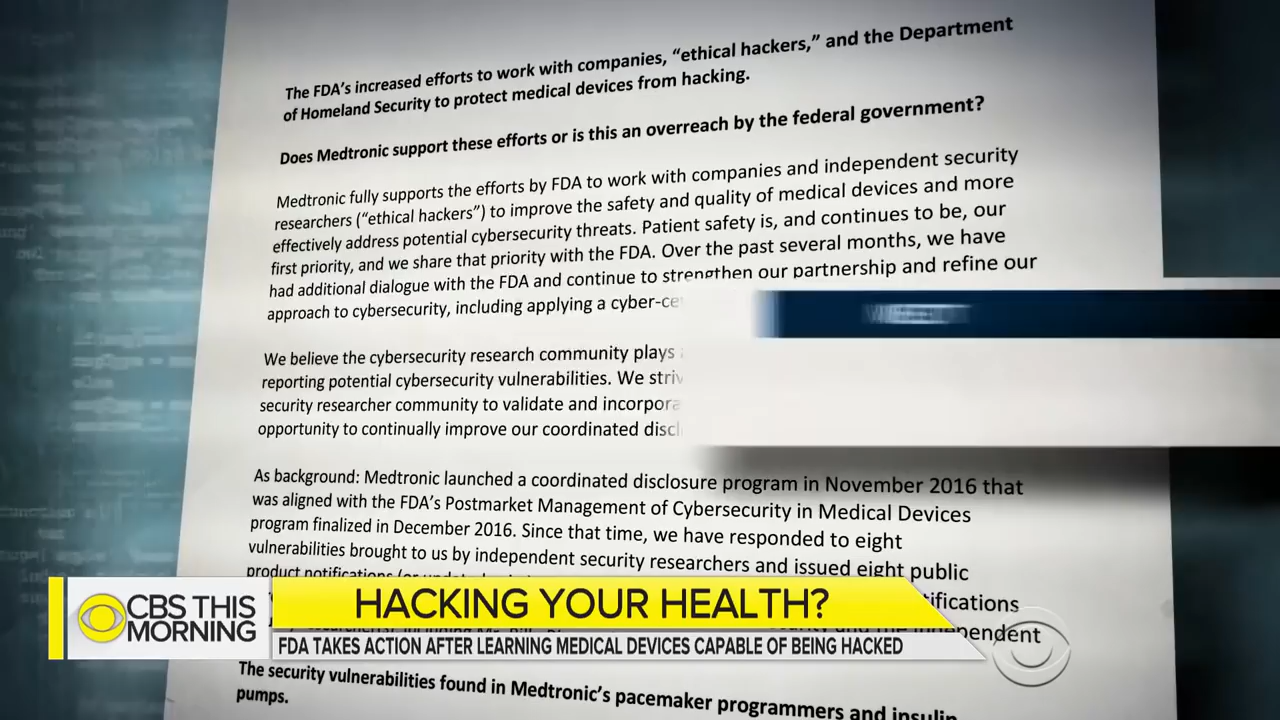 The FDA's increased efforts to work with companies, “ethical hackers,” and the Department
of Homeland Security to protect medical devices from hacking.
Does Medtronic support these efforts or is this an overreach by the federal government?
Medtronic fully supports the efforts by FDA to work with companies and independent security
researchers (“ethical hackers”) to improve the safety and quality of medical devices and more
effectively address potential cybersecurity threats. Patient safety is, and continues to be, our
first priority, and we share that priority with the FDA. Over the past several months, we have
had additional dialogue with the FDA and continue to strengthen our partnership and refine our
approach to cybersecurity, including applying a
We believe the cybersecurity research community plays
reporting potential cybersecurity vulnerabilities. We
security researcher community to validate and
opportunity to continually improve our coordinated
As background: Medtronic launched a coordinated disclosure program in November 2016 that
was aligned with the FDA's Postmarket Management of Cybersecurity in Medical Devices
program finalized in December 2016. Since that time, we have responded to eight
vulnerabilities brought to us by independent security researchers and issued eight public
product notifications
CBS THIS
MORNING
HACKING YOUR HEALTH?
FDA TAKES ACTION AFTER LEARNING MEDICAL DEVICES CAPABLE OF BEING HACKED
The security vulnerabilities found in Medtronic's pacemaker programmers and insulin
pumps.